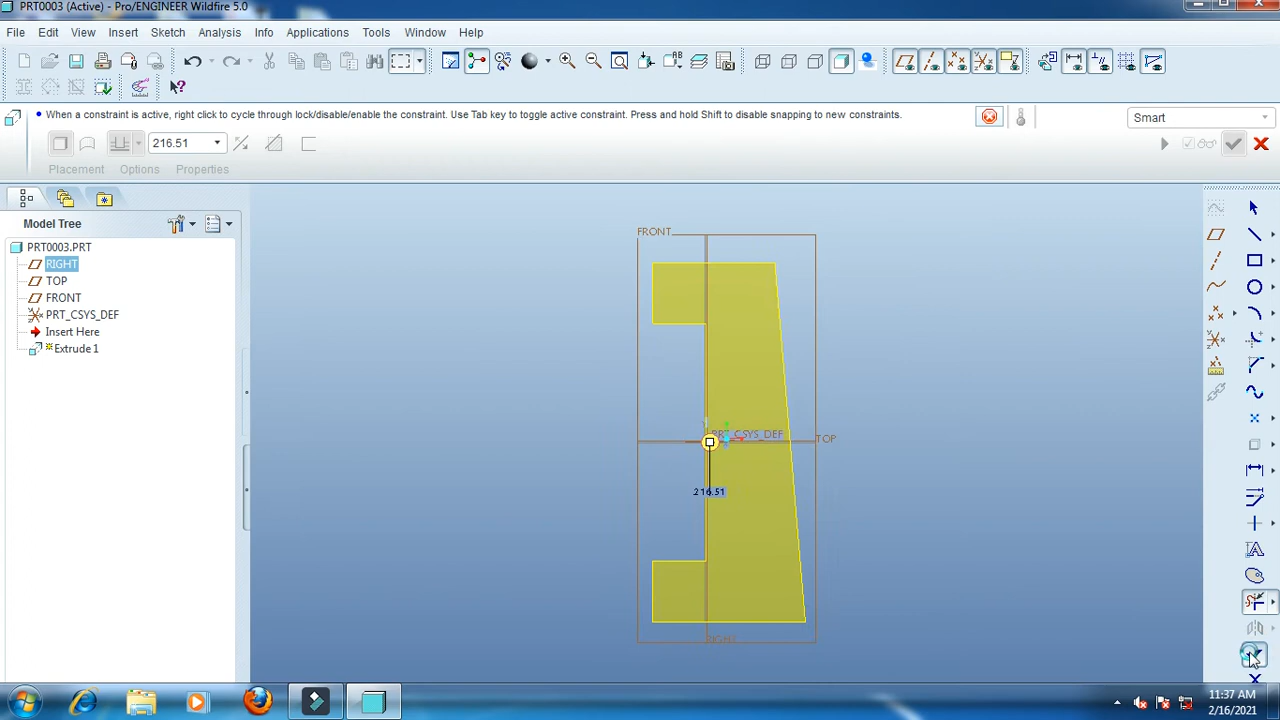 PRT0003 (Active) - Pro/ENGINEER Wildfire 5.0
File Edit View Insert Sketch Analysis Info Applications Tools Window Help
When a constraint is active, right click to cycle through lock/disable/enable the constraint. Use Tab key to toggle active constraint. Press and hold Shift to disable snapping to new constraints.
Smart
216.51
Placement Options Properties
Model Tree
PRT0003.PRT
RIGHT
TOP
FRONT
PRT_CSYS_DEF
Insert Here
Extrude 1
FRONT
PRT_CSYS_DEF
TOP
216.51
RIGHT
11:37 AM
2/16/2021